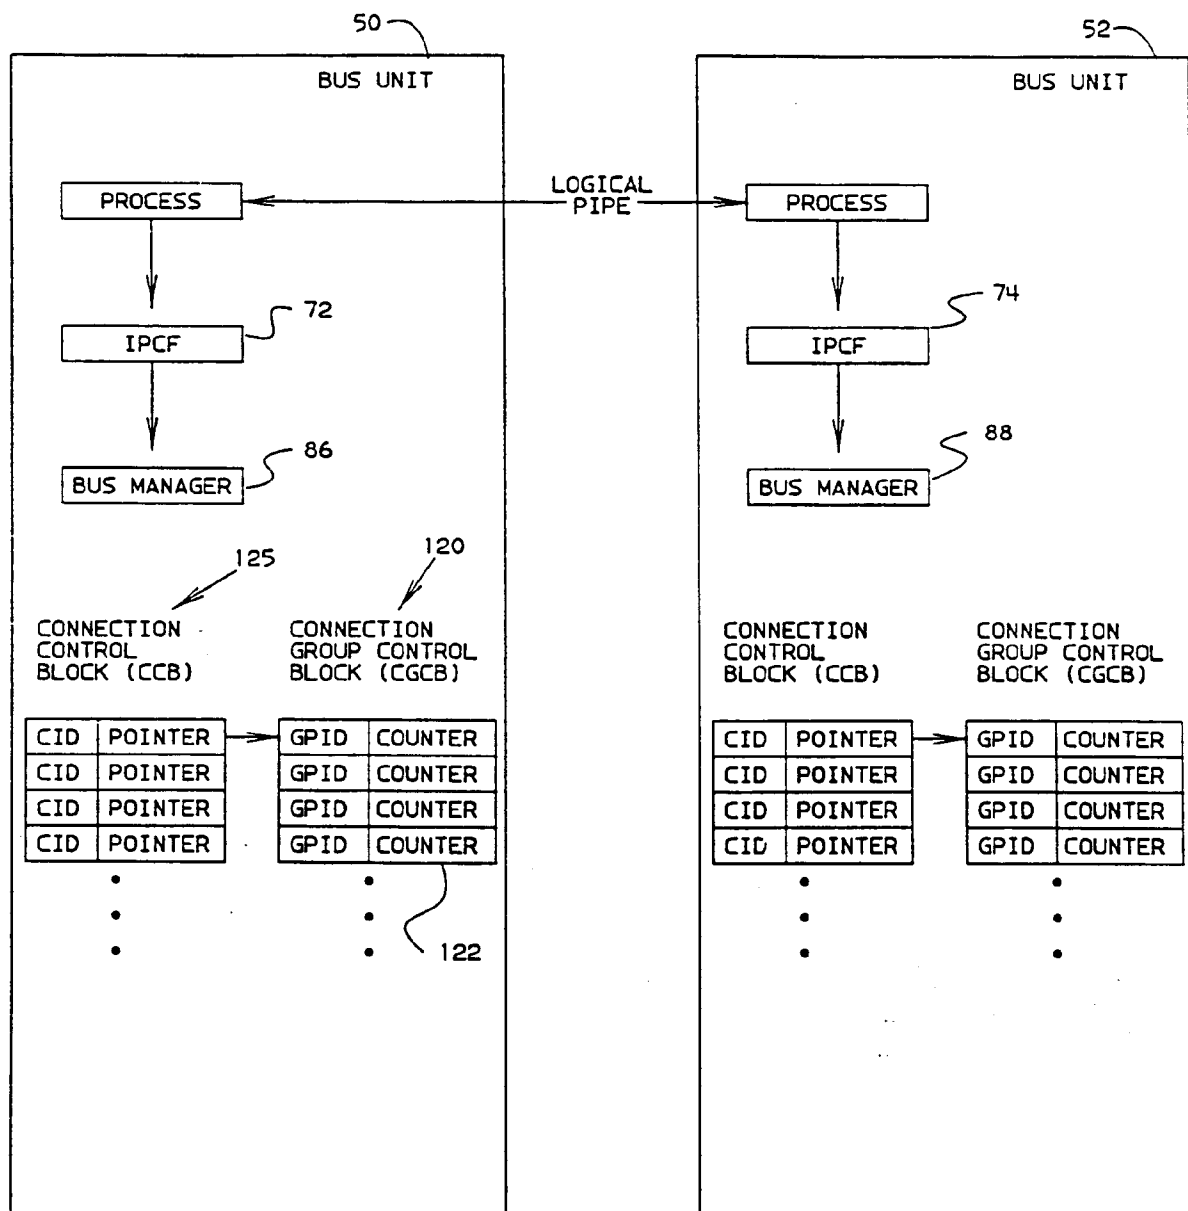 50
52
BUS UNIT
BUS UNIT
LOGICAL
PIPE
PROCESS
PROCESS
72
74
IPCF
IPCF
86
88
BUS MANAGER
BUS MANAGER
125
120
CONNECTION
CONTROL
BLOCK (CCB)
CONNECTION
GROUP CONTROL
BLOCK (CGCB)
CONNECTION
CONTROL
BLOCK (CCB)
CONNECTION
GROUP CONTROL
BLOCK (CGCB)
CID POINTER GPID COUNTER
CID POINTER GPID COUNTER
CID POINTER GPID COUNTER
CID POINTER GPID COUNTER
CID POINTER GPID COUNTER
CID POINTER GPID COUNTER
CID POINTER GPID COUNTER
CID POINTER GPID COUNTER
122